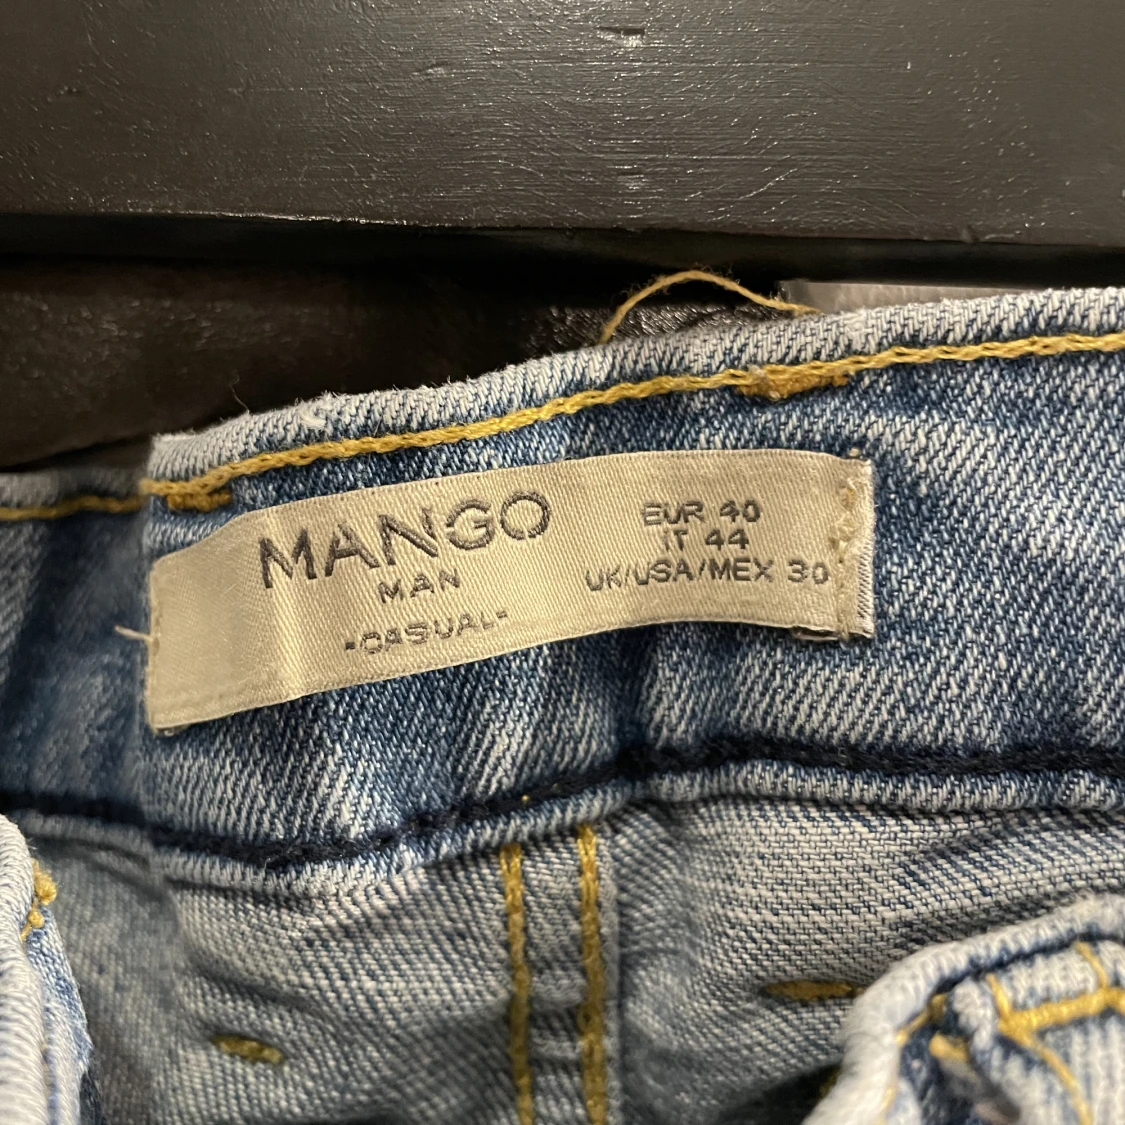 MANGO
MAN
-CASUAL-
EUR 40
IT 44
UK/USA/MEX 30